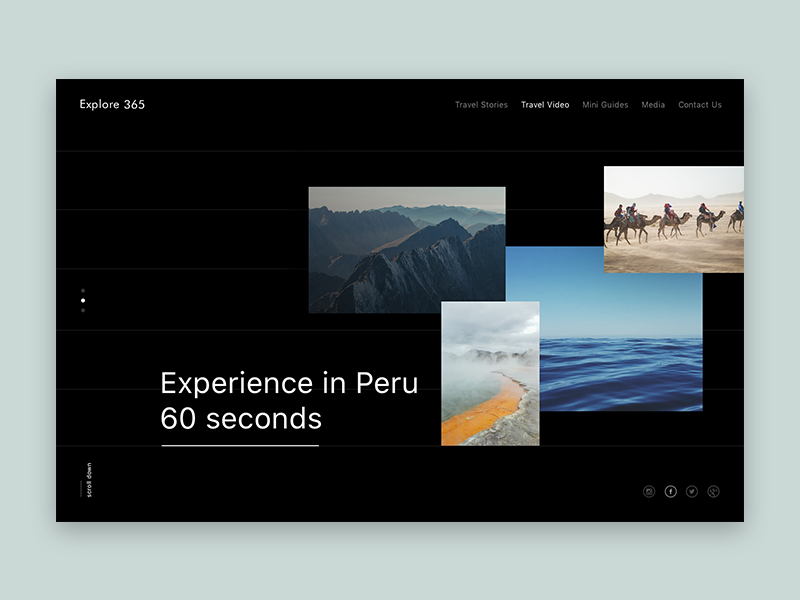 Explore 365
Travel Stories Travel Video Mini Guides Media Contact Us
Experience in Peru
60 seconds
scroll down